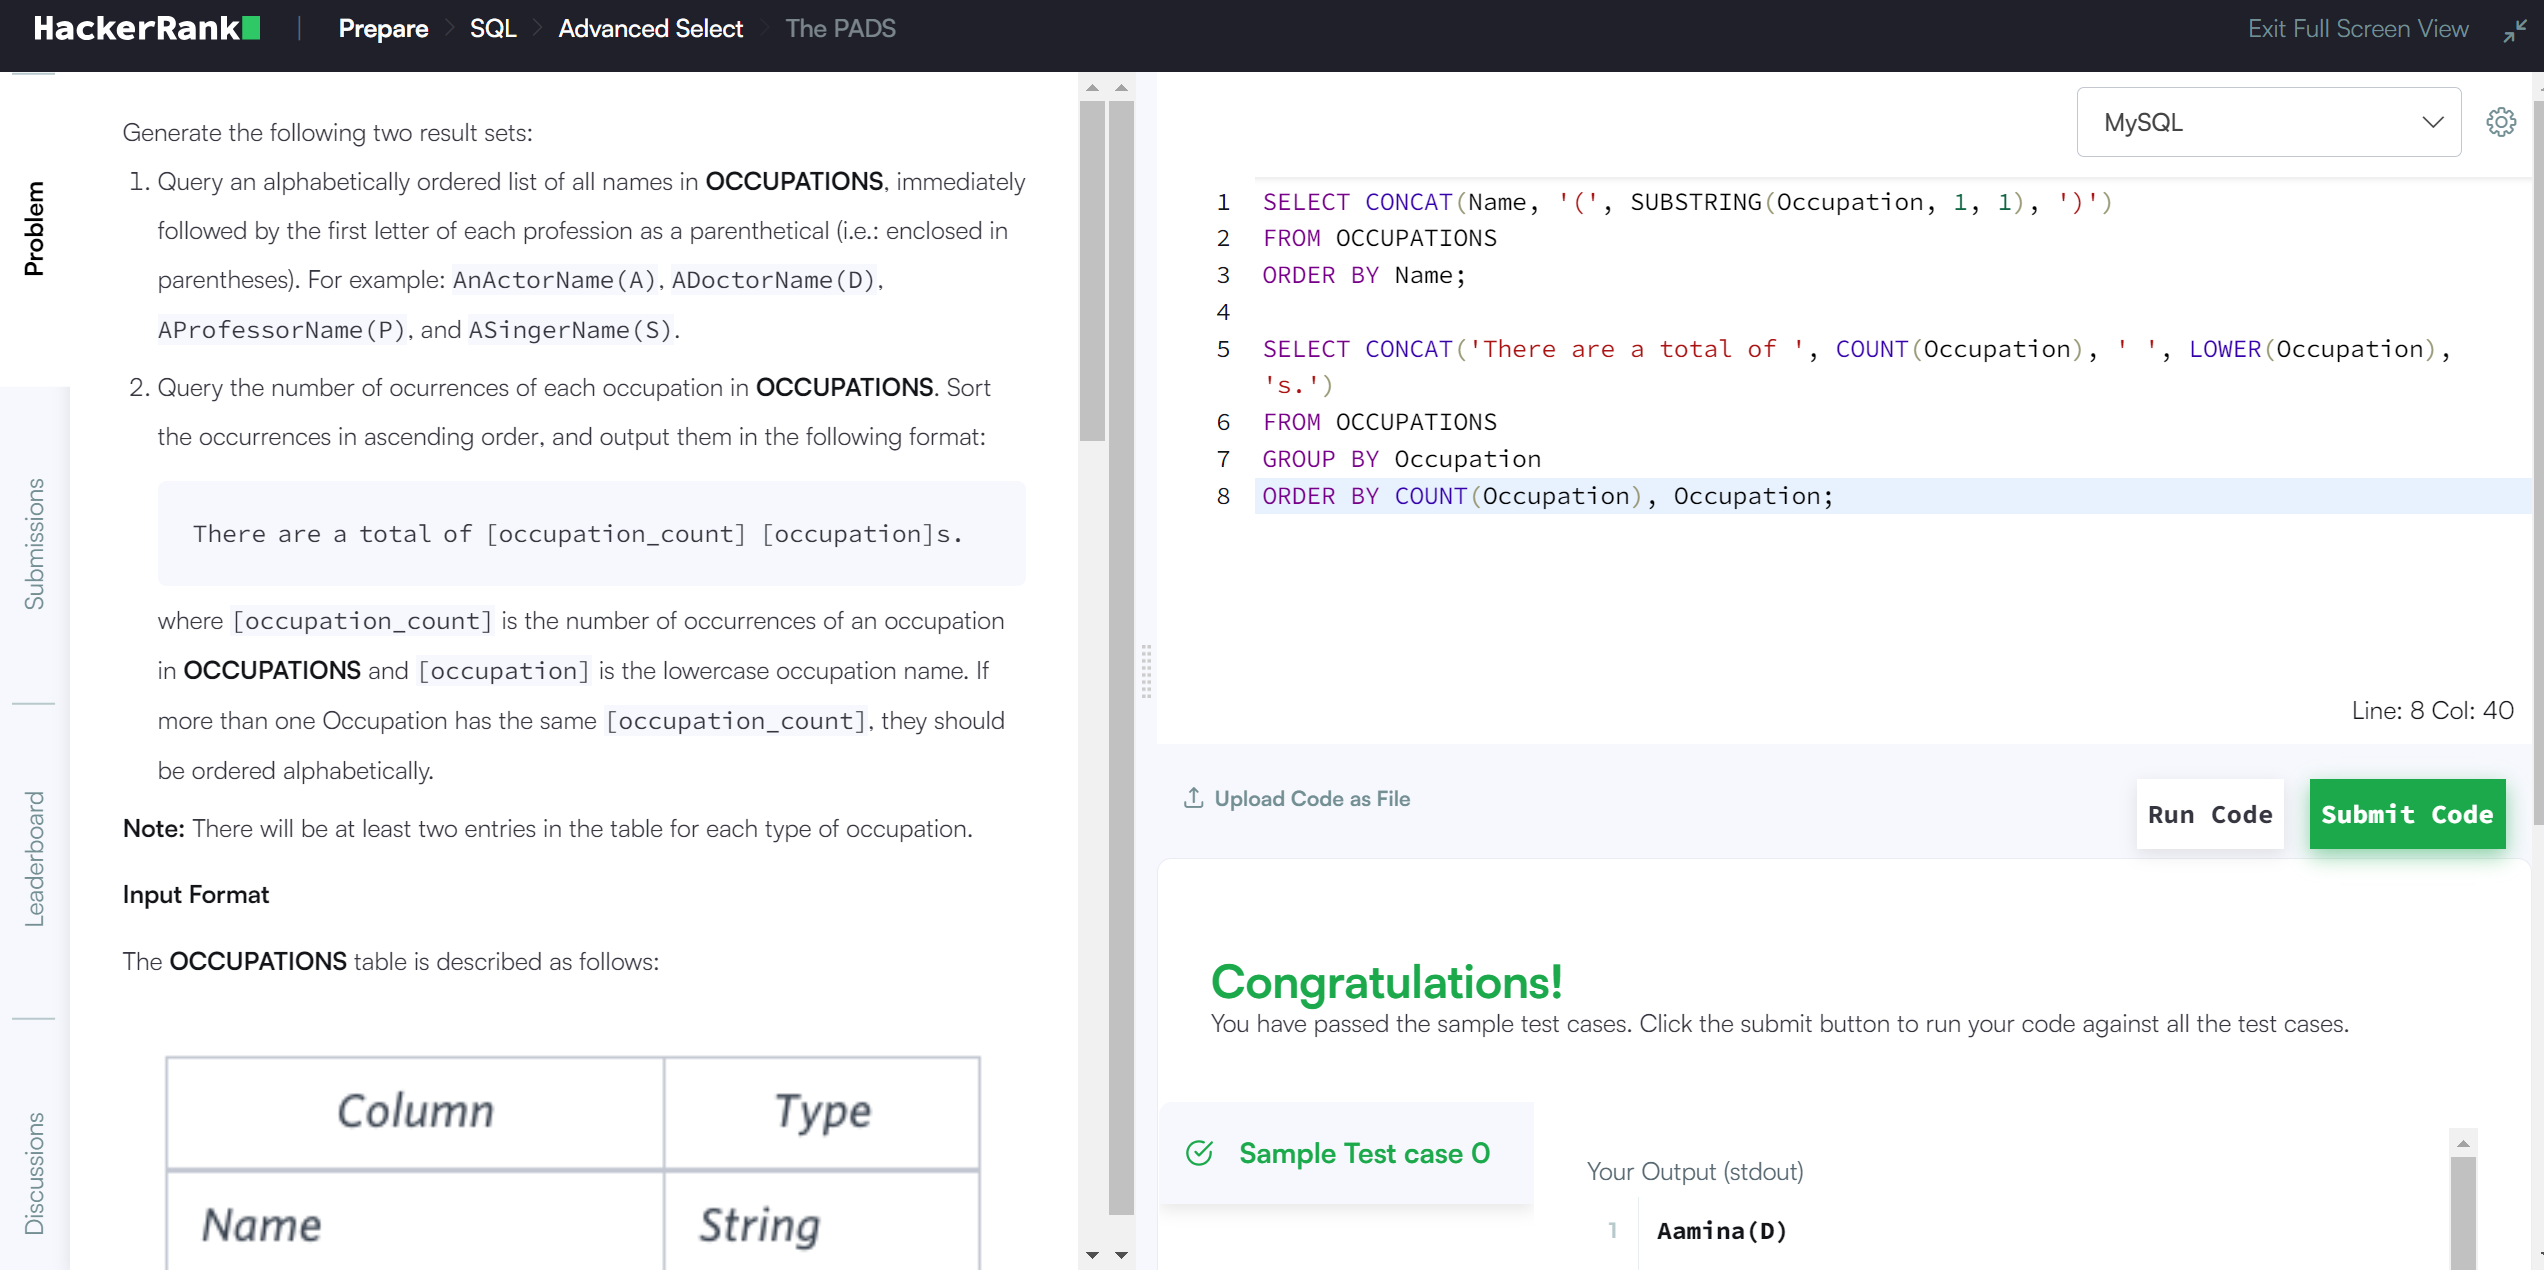 HackerRank
Prepare
SQL
Advanced Select
The PADS
Exit Full Screen View
Problem
Submissions
Leaderboard
Discussions
Generate the following two result sets:
1. Query an alphabetically ordered list of all names in OCCUPATIONS, immediately
followed by the first letter of each profession as a parenthetical (i.e.: enclosed in
parentheses). For example: AnActorName(A), ADoctorName(D),
AProfessorName(P), and ASingerName(S).
2. Query the number of ocurrences of each occupation in OCCUPATIONS. Sort
the occurrences in ascending order, and output them in the following format:
There are a total of [occupation_count] [occupation]s.
where [occupation_count] is the number of occurrences of an occupation
in OCCUPATIONS and [occupation] is the lowercase occupation name. If
more than one Occupation has the same [occupation_count], they should
be ordered alphabetically.
Note: There will be at least two entries in the table for each type of occupation.
Input Format
The OCCUPATIONS table is described as follows:
Column Type
Name String
MySQL
1 SELECT CONCAT(Name, '(', SUBSTRING(Occupation, 1, 1), ')')
2 FROM OCCUPATIONS
3 ORDER BY Name;
4
5 SELECT CONCAT('There are a total of ', COUNT(Occupation), ' ', LOWER(Occupation),
's.')
6 FROM OCCUPATIONS
7 GROUP BY Occupation
8 ORDER BY COUNT(Occupation), Occupation;
Line: 8 Col: 40
Upload Code as File
Run Code
Submit Code
Congratulations!
You have passed the sample test cases. Click the submit button to run your code against all the test cases.
Sample Test case 0
Your Output (stdout)
1 Aamina(D)